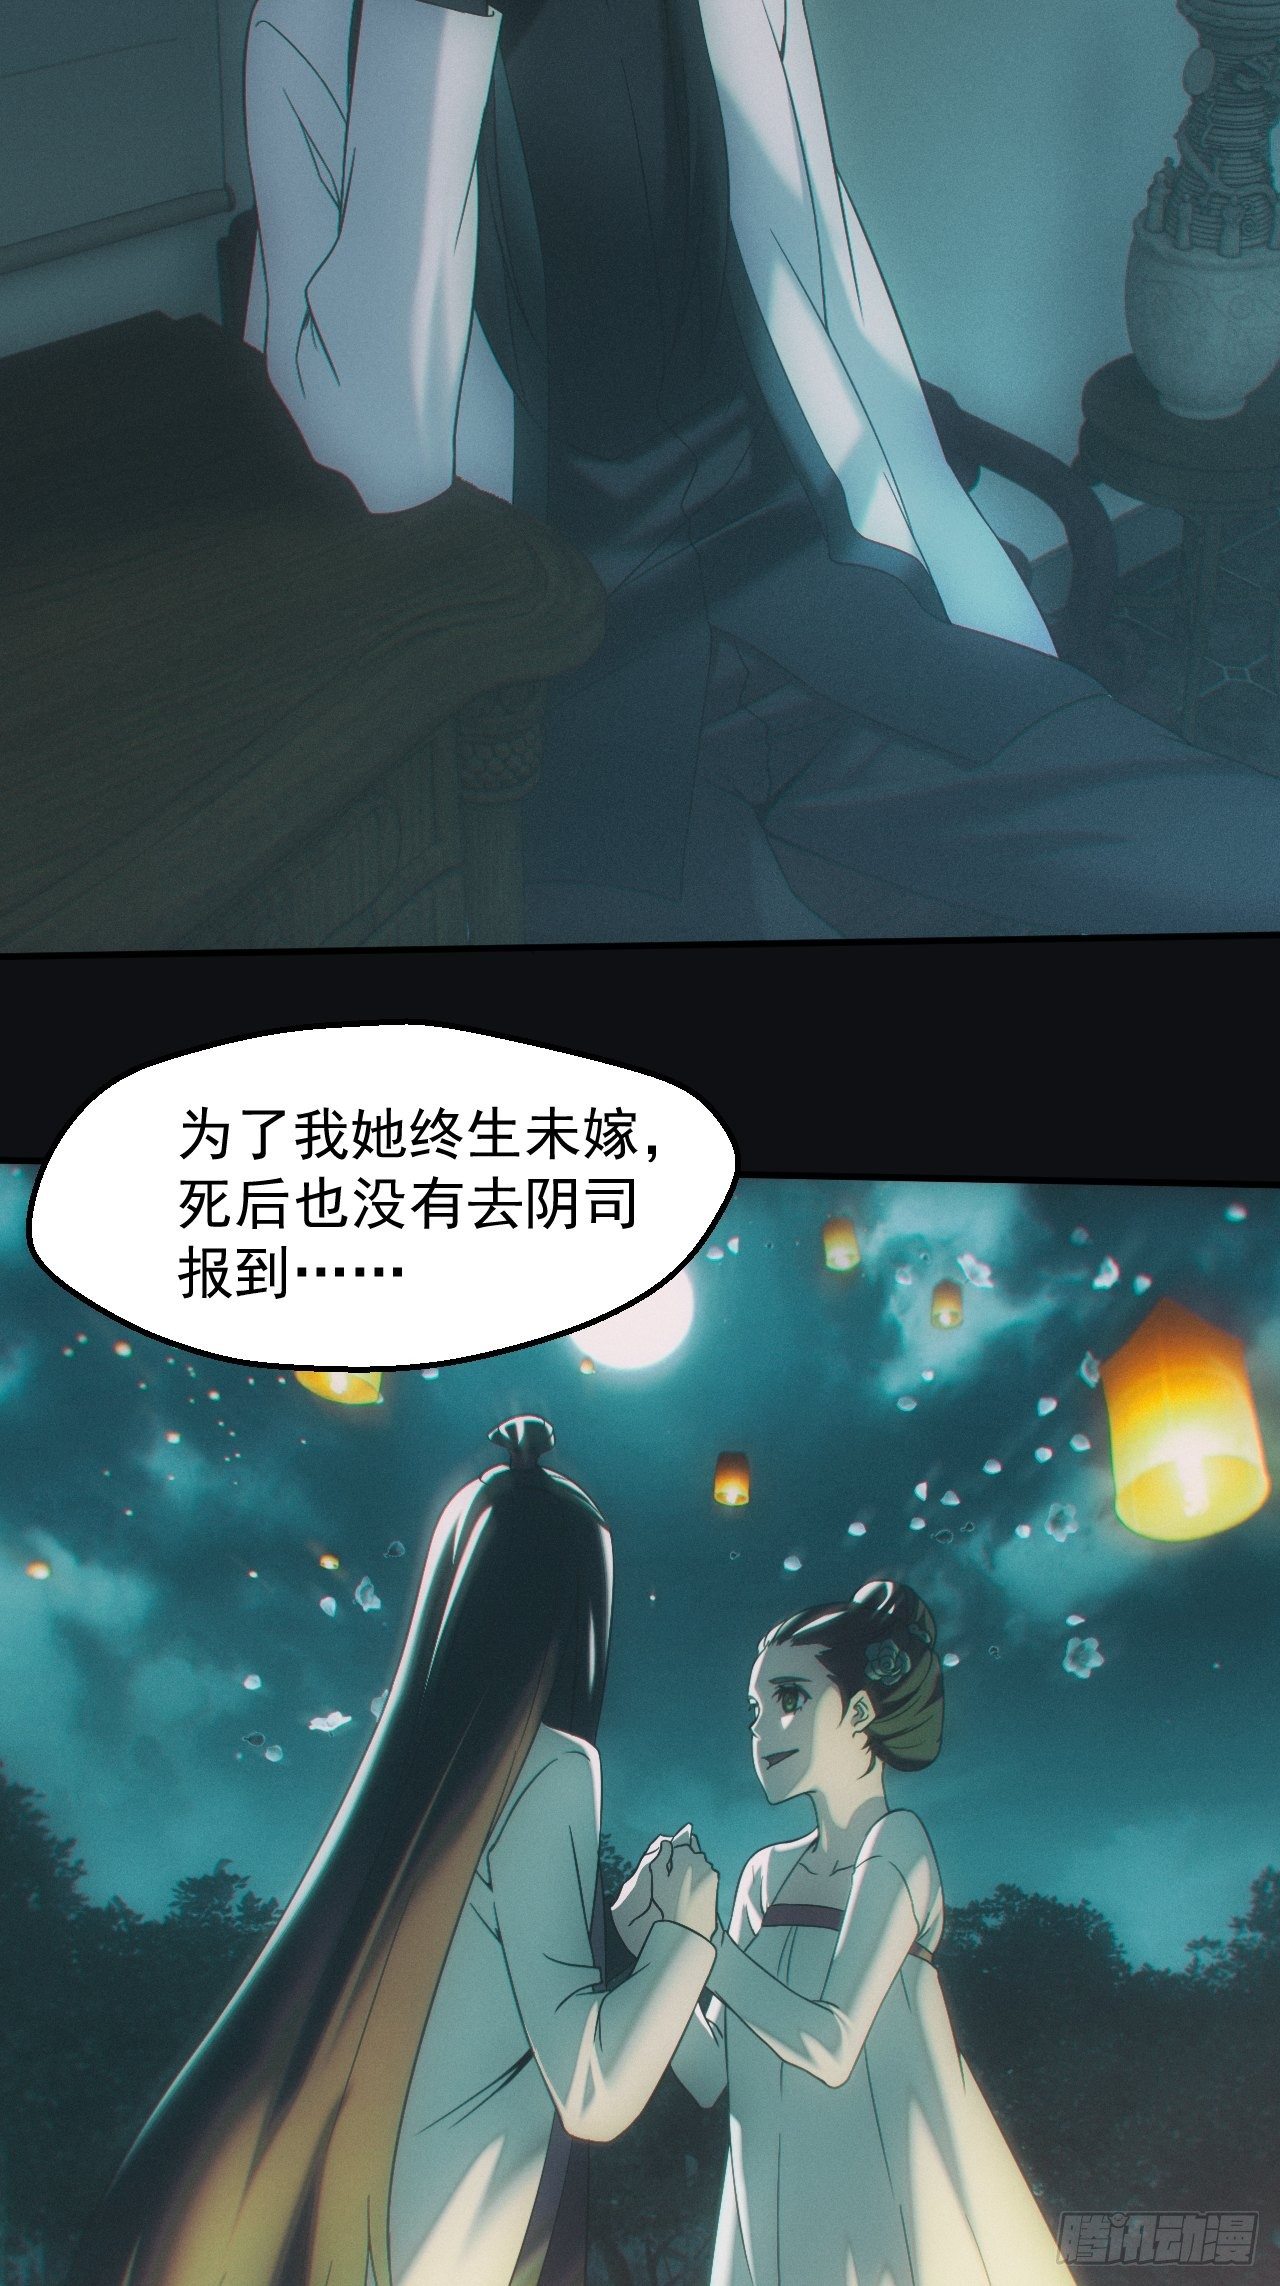 为了我她终生未嫁，
死后也没有去阴司
报到……
腾讯动漫